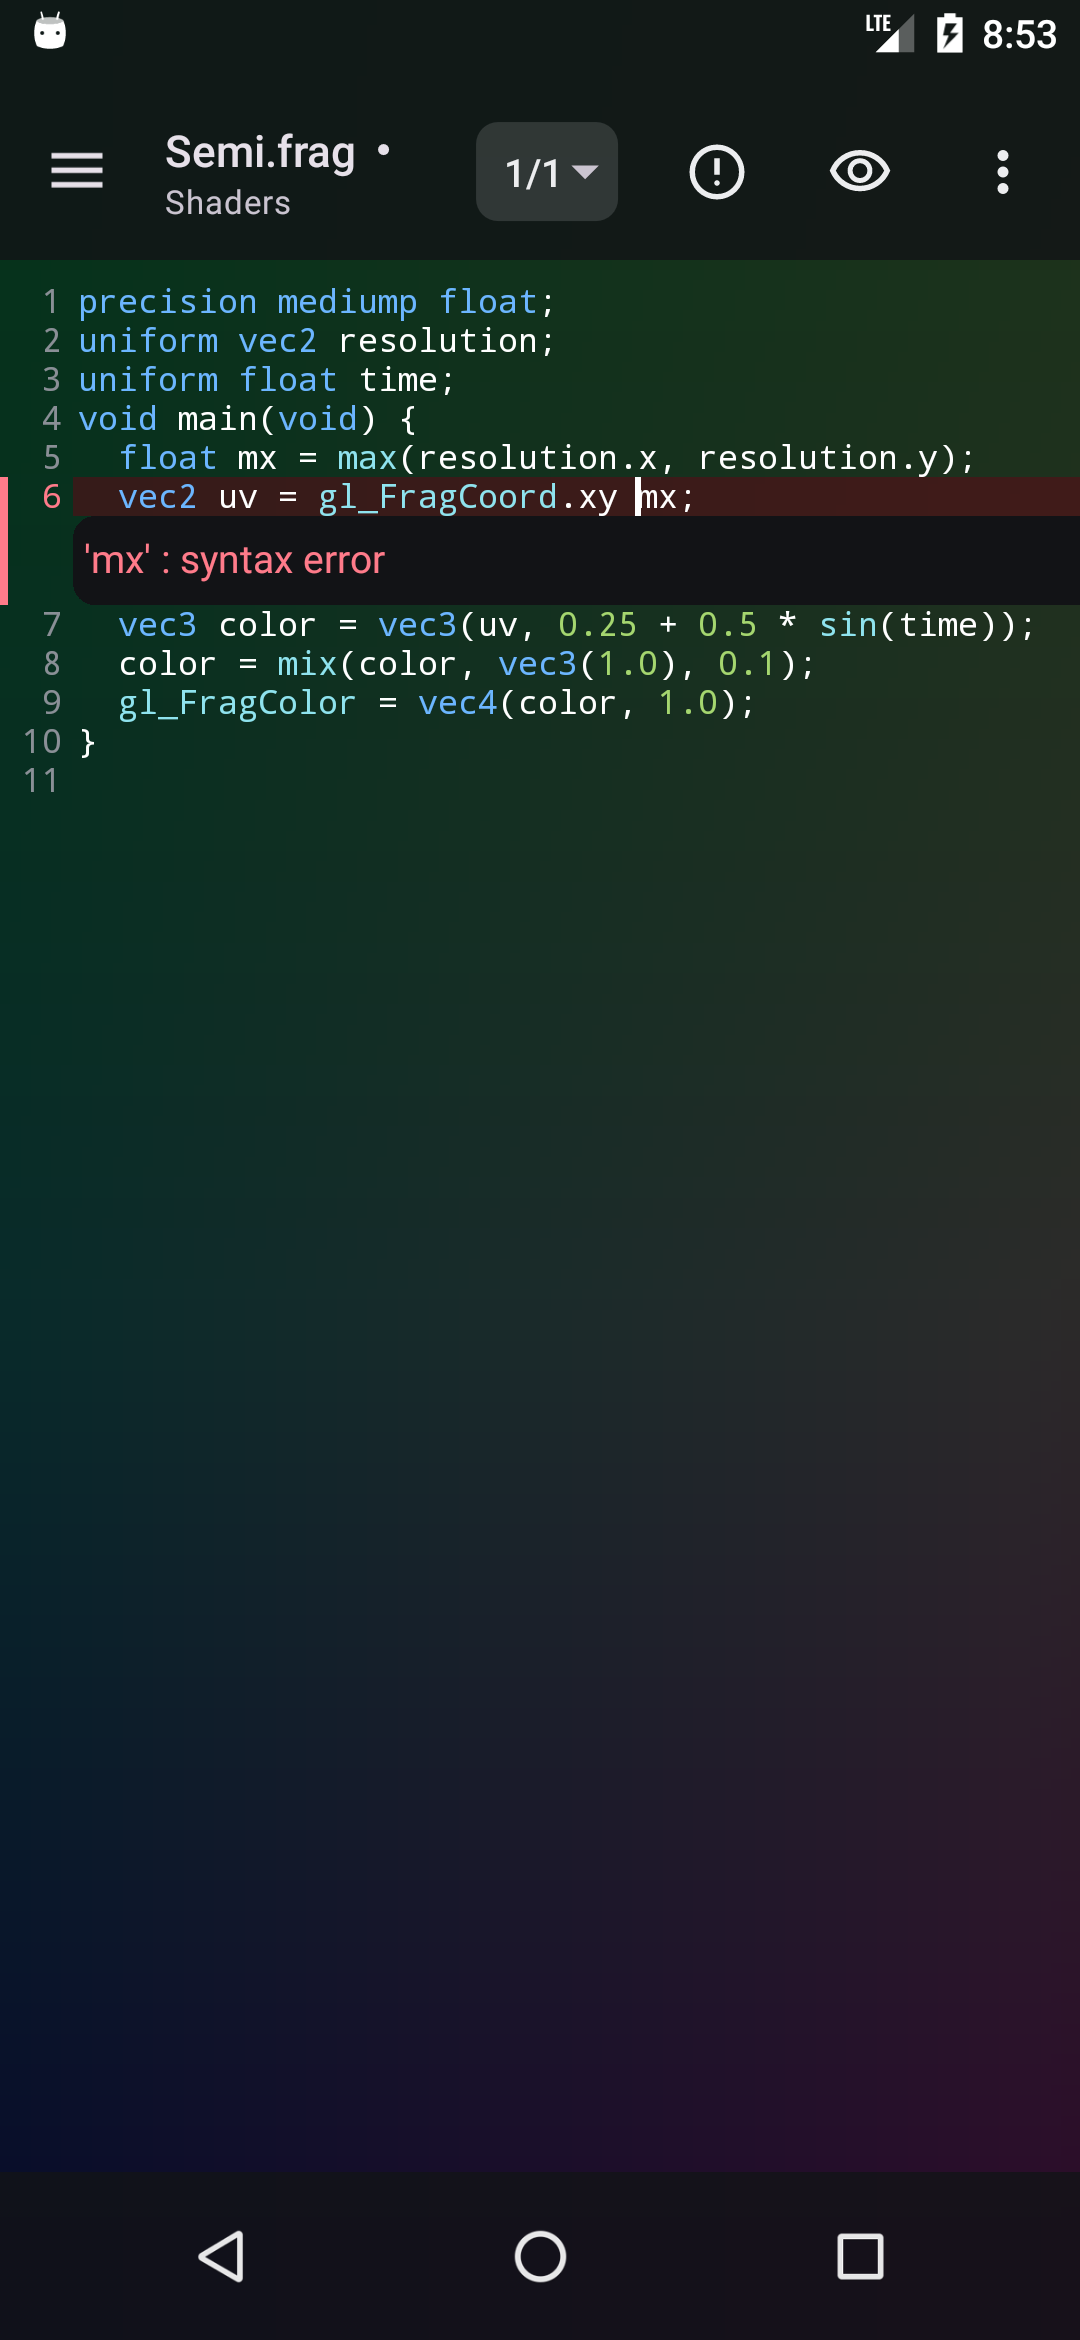 LTE 8:53
Semi.frag •
Shaders
1/1
1 precision mediump float;
2 uniform vec2 resolution;
3 uniform float time;
4 void main(void) {
5   float mx = max(resolution.x, resolution.y);
6   vec2 uv = gl_FragCoord.xy mx;
'mx' : syntax error
7   vec3 color = vec3(uv, 0.25 + 0.5 * sin(time));
8   color = mix(color, vec3(1.0), 0.1);
9   gl_FragColor = vec4(color, 1.0);
10 }
11